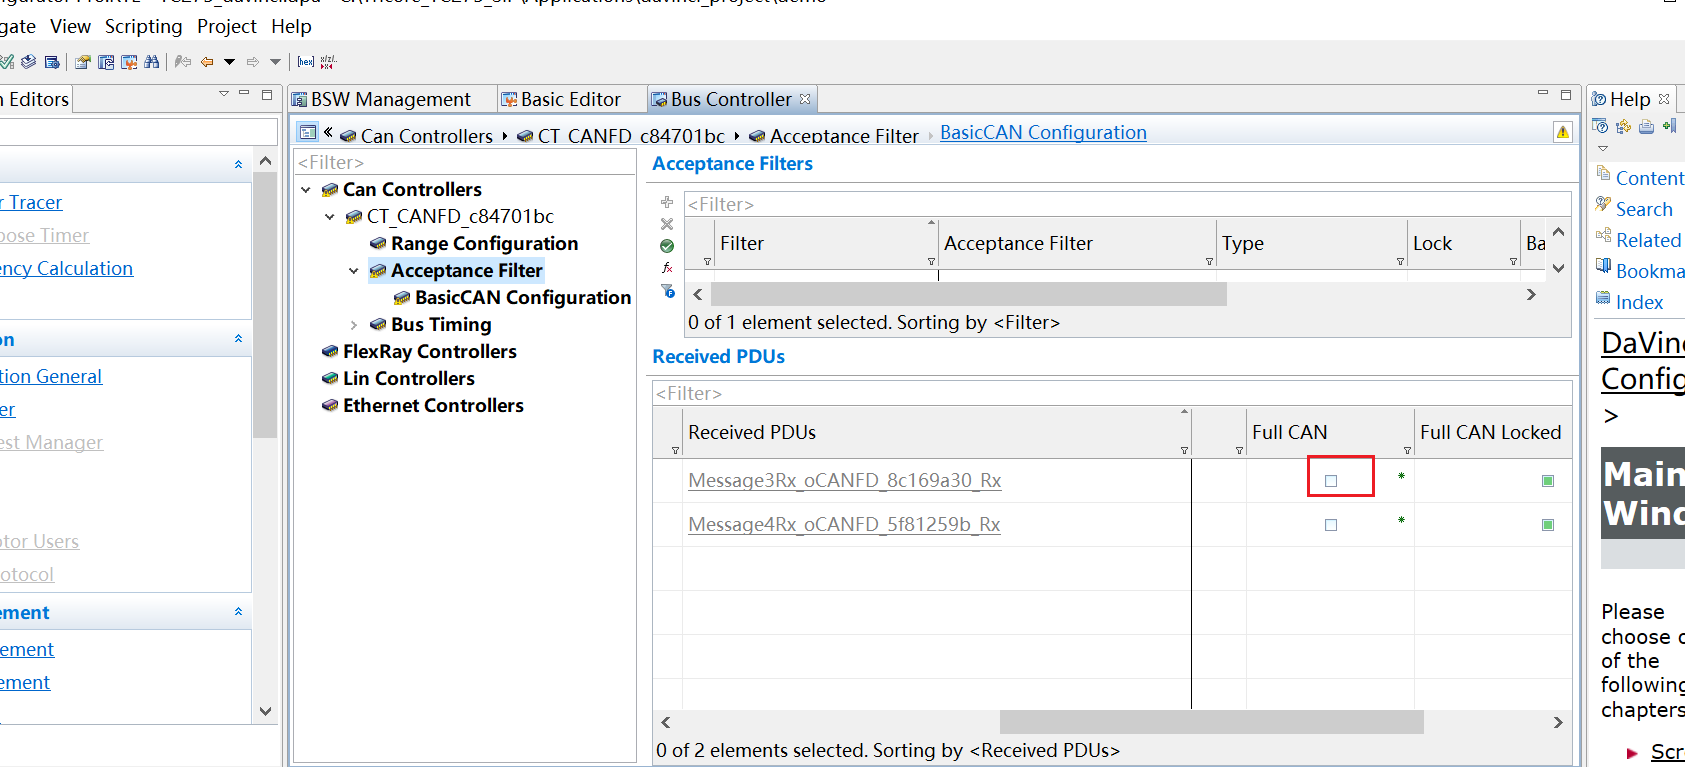 View Scripting Project Help
Editors
BSW Management
Basic Editor
Bus Controller
Help
Can Controllers
CT_CANFD_c84701bc
Acceptance Filter
BasicCAN Configuration
r Tracer
pose Timer
ency Calculation
on
tion General
er
est Manager
tor Users
otocol
ement
ement
ement
<Filter>
Can Controllers
CT_CANFD_c84701bc
Range Configuration
Acceptance Filter
BasicCAN Configuration
Bus Timing
FlexRay Controllers
Lin Controllers
Ethernet Controllers
Acceptance Filters
<Filter>
Filter
Acceptance Filter
Type
Lock
Ba
0 of 1 element selected. Sorting by <Filter>
Received PDUs
<Filter>
Received PDUs
Full CAN
Full CAN Locked
Message3Rx_oCANFD_8c169a30_Rx
*
Message4Rx_oCANFD_5f81259b_Rx
*
0 of 2 elements selected. Sorting by <Received PDUs>
Content
Search
Related
Bookma
Index
DaVinc
Config
>
Main
Wind
Please
choose o
of the
following
chapters
Scr